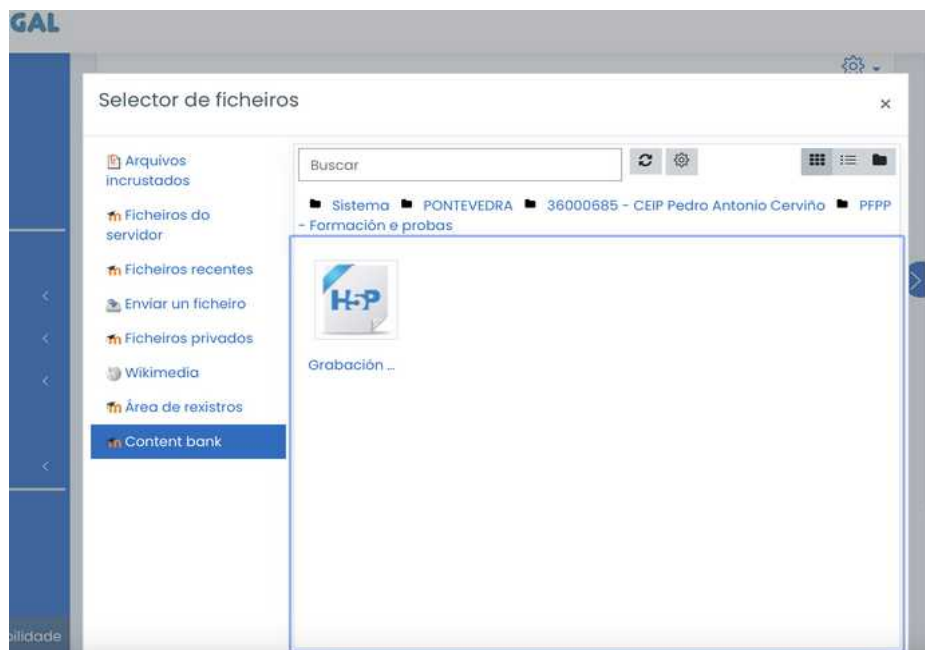 GAL
Selector de ficheiros
×
Arquivos
incrustados
Ficheiros do
servidor
Ficheiros recentes
Enviar un ficheiro
Ficheiros privados
Wikimedia
Área de rexistros
Content bank
Buscar
Sistema PONTEVEDRA 36000685 - CEIP Pedro Antonio Cerviño PFPP
- Formación e probas
H5P
Grabación ...
bilidade